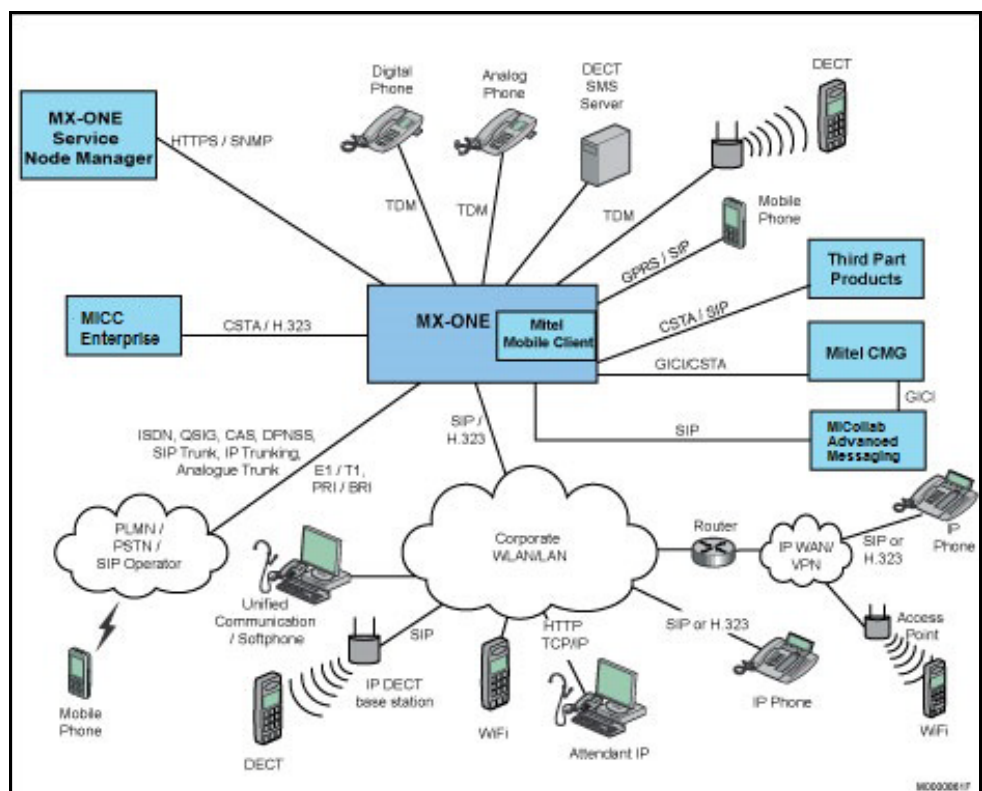 Digital
Phone
Analog
Phone
DECT
SMS
Server
DECT
MX-ONE
Service
Node Manager
HTTPS / SNMP
TDM
TDM
TDM
Mobile
Phone
GPRS / SIP
Third Part
Products
MICC
Enterprise
CSTA / H.323
MX-ONE
Mitel
Mobile Client
CSTA / SIP
GICI/CSTA
Mitel CMG
GICI
SIP
MICollab
Advanced
Messaging
ISDN, QSIG, CAS, DPNSS,
SIP Trunk, IP Trunking,
Analogue Trunk
E1 / T1,
PRI / BRI
SIP /
H.323
PLMN /
PSTN /
SIP Operator
Corporate
WLAN/LAN
Router
IP WAN/
VPN
SIP or
H.323
IP
Phone
Unified
Communication
/ Softphone
SIP
HTTP
TCP/IP
SIP or H.323
Access
Point
Mobile
Phone
IP DECT
base station
DECT
WiFi
Attendant IP
IP Phone
WiFi
M0000861F